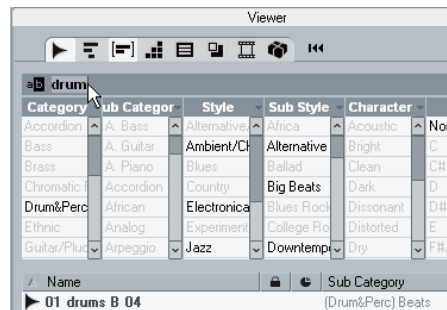 Viewer
ab drum
Category ub Categor Style Sub Style Character
Accordion A. Bass Alternative/ Africa Acoustic No
Bass A. Guitar Ambient/Ch Alternative Bright C
Brass A. Piano Blues Ballad Clean C#
Chromatic P Accordion Country Big Beats Dark D
Drum&Perc African Electronica Blues Rock Dissonant D#
Ethnic Analog Experiment College Ro Distorted E
Guitar/Pluc Arpeggio Jazz Downtempo Dry F#
Name Sub Category
01 drums B 04 (Drum&Perc) Beats